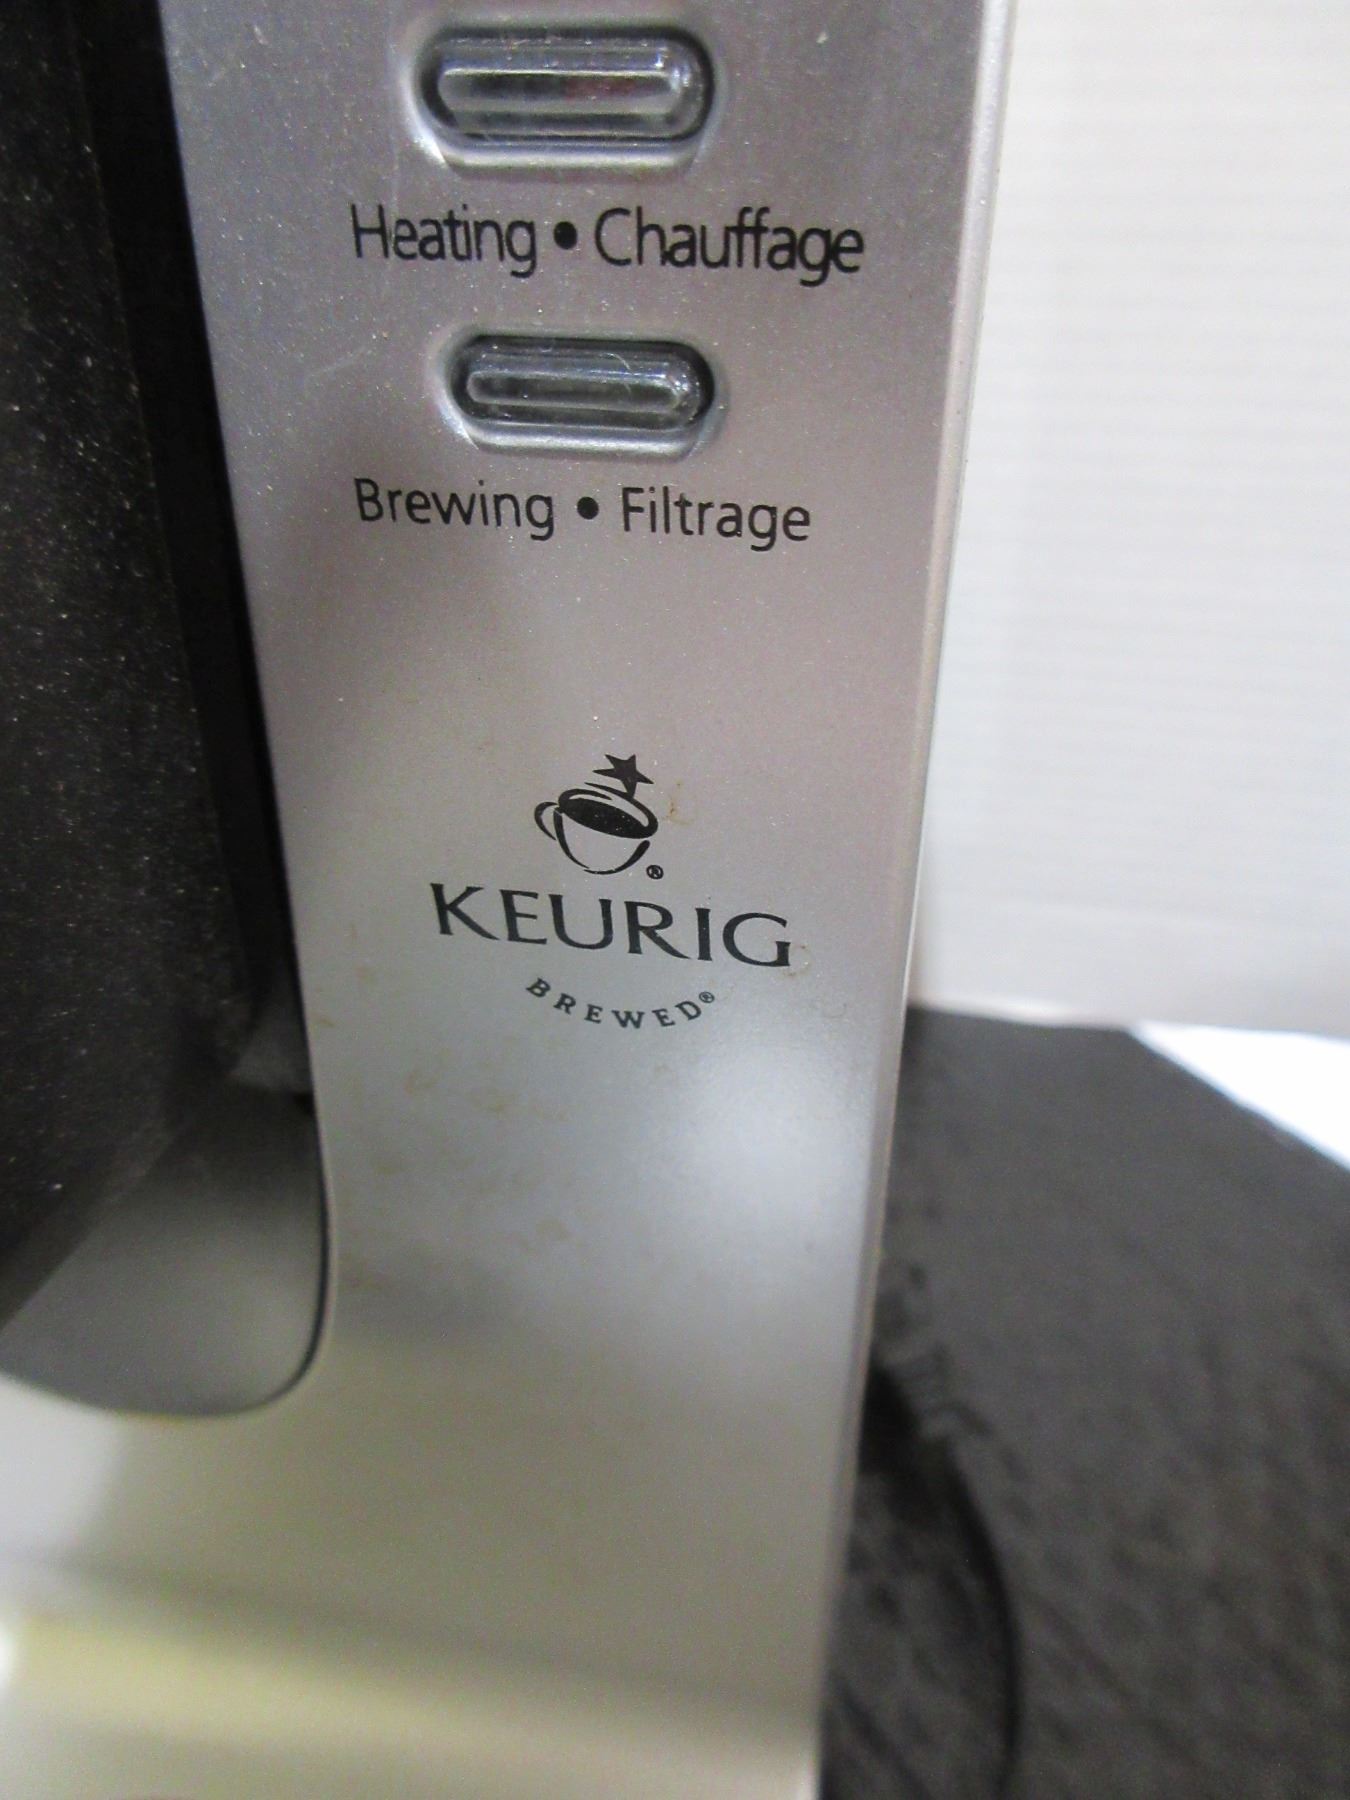 Heating • Chauffage
Brewing • Filtrage
®
KEURIG
BREWED®